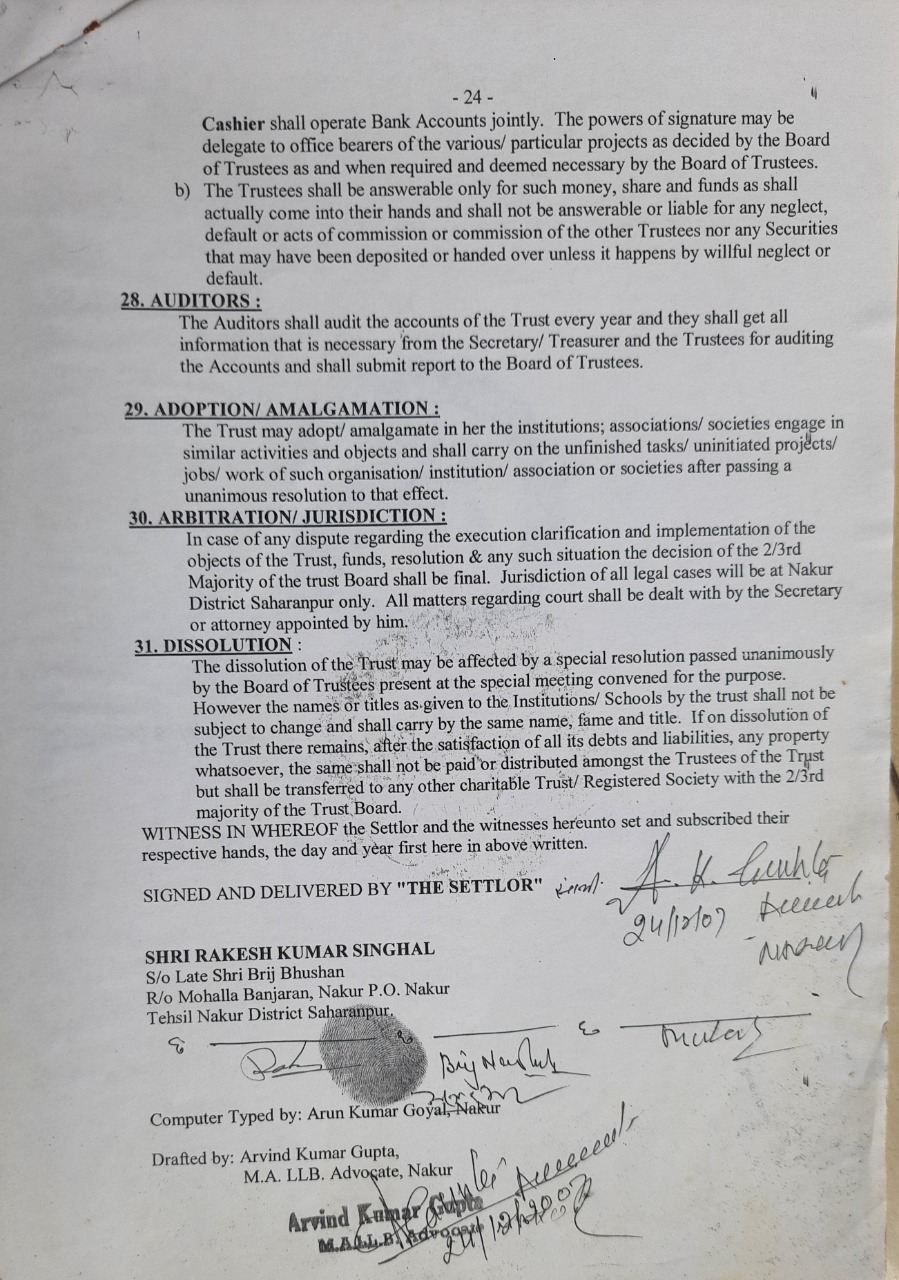 - 24 -
Cashier shall operate Bank Accounts jointly. The powers of signature may be
delegate to office bearers of the various/ particular projects as decided by the Board
of Trustees as and when required and deemed necessary by the Board of Trustees.
b) The Trustees shall be answerable only for such money, share and funds as shall
actually come into their hands and shall not be answerable or liable for any neglect,
default or acts of commission or commission of the other Trustees nor any Securities
that may have been deposited or handed over unless it happens by willful neglect or
default.
28. AUDITORS :
The Auditors shall audit the accounts of the Trust every year and they shall get all
information that is necessary from the Secretary/ Treasurer and the Trustees for auditing
the Accounts and shall submit report to the Board of Trustees.
29. ADOPTION/ AMALGAMATION :
The Trust may adopt/ amalgamate in her the institutions; associations/ societies engage in
similar activities and objects and shall carry on the unfinished tasks/ uninitiated projects/
jobs/ work of such organisation/ institution/ association or societies after passing a
unanimous resolution to that effect.
30. ARBITRATION/ JURISDICTION :
In case of any dispute regarding the execution clarification and implementation of the
objects of the Trust, funds, resolution & any such situation the decision of the 2/3rd
Majority of the trust Board shall be final. Jurisdiction of all legal cases will be at Nakur
District Saharanpur only. All matters regarding court shall be dealt with by the Secretary
or attorney appointed by him.
31. DISSOLUTION :
The dissolution of the Trust may be affected by a special resolution passed unanimously
by the Board of Trustees present at the special meeting convened for the purpose.
However the names or titles as given to the Institutions/ Schools by the trust shall not be
subject to change and shall carry by the same name, fame and title. If on dissolution of
the Trust there remains, after the satisfaction of all its debts and liabilities, any property
whatsoever, the same shall not be paid or distributed amongst the Trustees of the Trust
but shall be transferred to any other charitable Trust/ Registered Society with the 2/3rd
majority of the Trust Board.
WITNESS IN WHEREOF the Settlor and the witnesses hereunto set and subscribed their
respective hands, the day and year first here in above written.
SIGNED AND DELIVERED BY "THE SETTLOR"
24/12/07
SHRI RAKESH KUMAR SINGHAL
S/o Late Shri Brij Bhushan
R/o Mohalla Banjaran, Nakur P.O. Nakur
Tehsil Nakur District Saharanpur.
Computer Typed by: Arun Kumar Goyal, Nakur
Drafted by: Arvind Kumar Gupta,
M.A. LLB. Advocate, Nakur
Arvind Kumar Gupta
M.A.LL.B. Advocate
24/12/2007